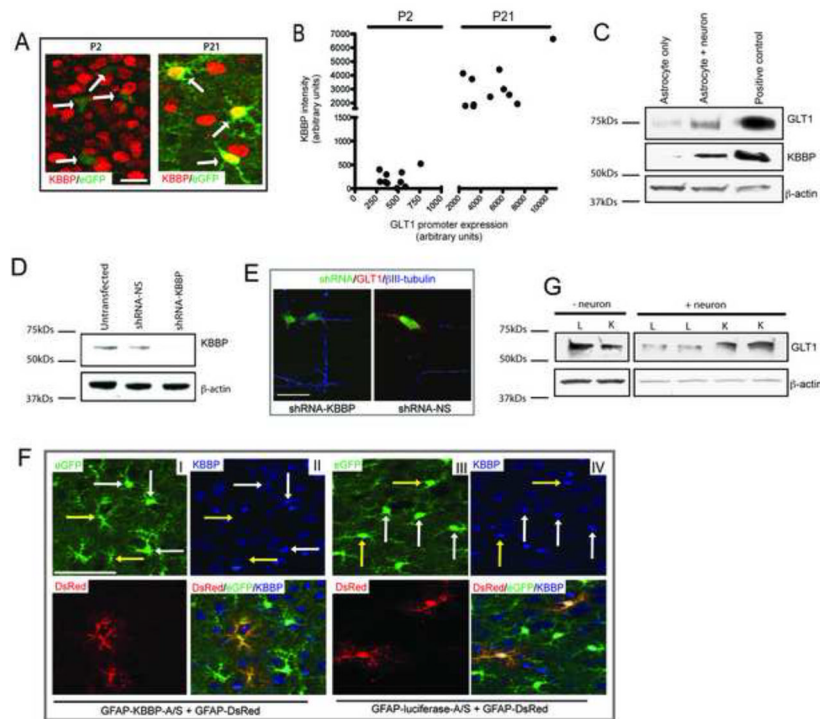 A
P2
P21
KBBP/eGFP
KBBP/eGFP
B
P2
P21
KBBP intensity
(arbitrary units)
7000
6000
5000
4000
3000
2000
1500
1000
500
0
0
250
500
750
1000
2000
4000
6000
8000
10000
GLT1 promoter expression
(arbitrary units)
C
Astrocyte only
Astrocyte + neuron
Positive control
75kDs
GLT1
50kDs
KBBP
37kDs
β-actin
D
Untransfected
shRNA-NS
shRNA-KBBP
75kDs
50kDs
KBBP
37kDs
β-actin
E
shRNA/GLT1/βIII-tubulin
shRNA-KBBP
shRNA-NS
G
- neuron
+ neuron
L K L L K K
75kDs
50kDs
GLT1
37kDs
β-actin
F
eGFP I
KBBP II
eGFP III
KBBP IV
DsRed
DsRed/eGFP/KBBP
DsRed
DsRed/eGFP/KBBP
GFAP-KBBP-A/S + GFAP-DsRed
GFAP-luciferase-A/S + GFAP-DsRed